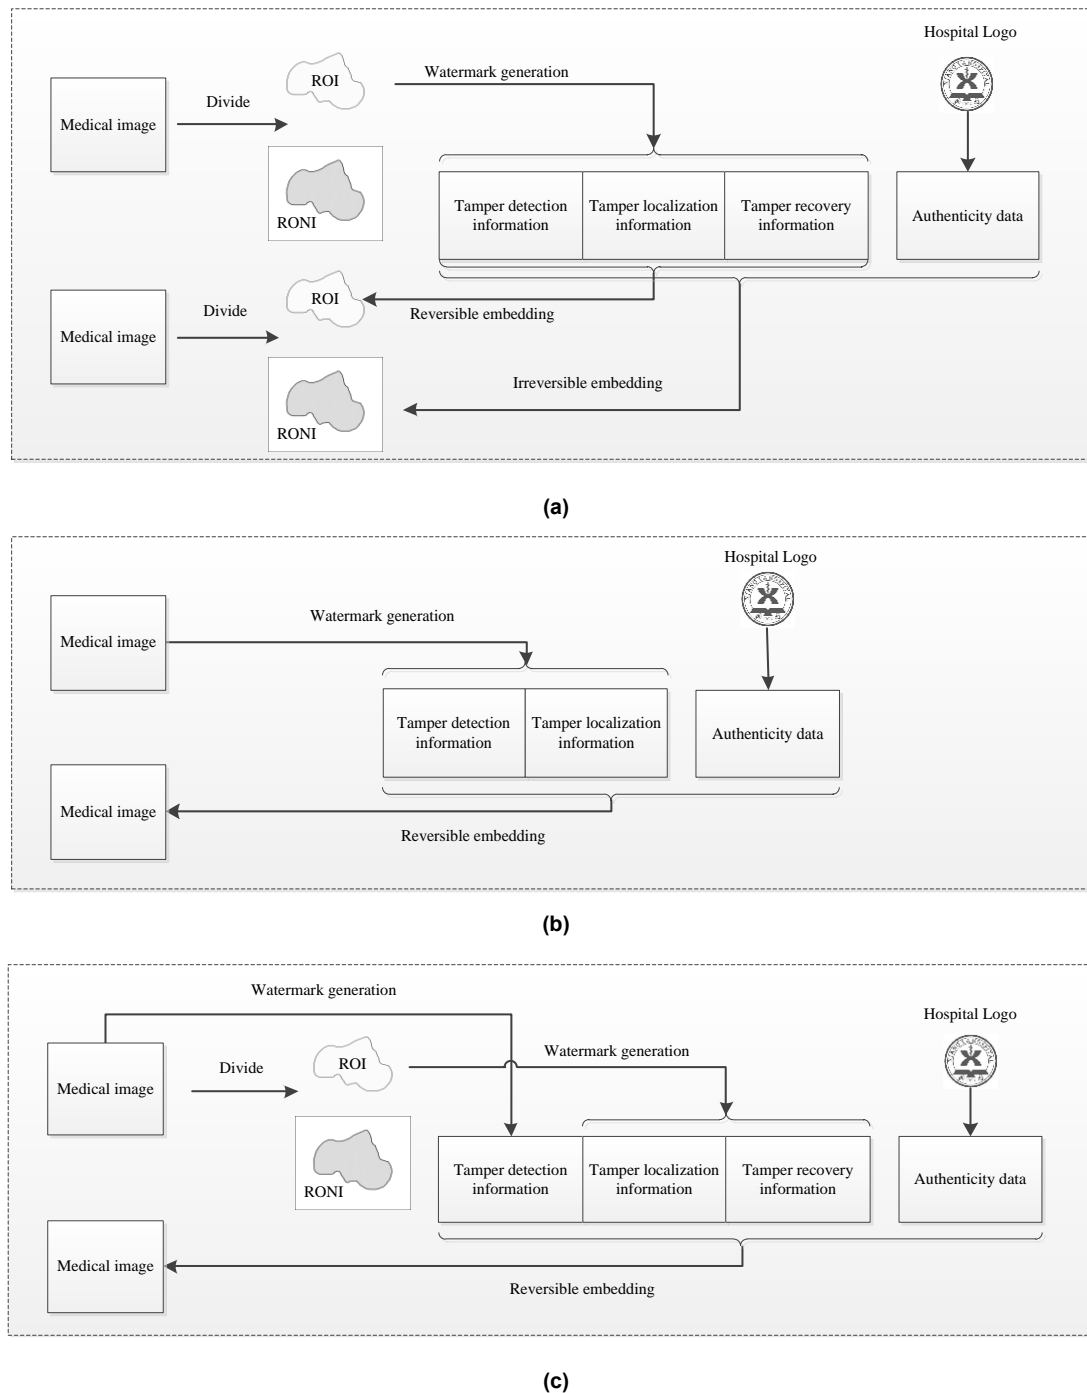 Hospital Logo
Watermark generation
ROI
Divide
Medical image
Tamper detection
information
Tamper localization
information
Tamper recovery
information
Authenticity data
RONI
ROI
Divide
Reversible embedding
Medical image
Irreversible embedding
RONI
(a)
Hospital Logo
Watermark generation
Medical image
Tamper detection
information
Tamper localization
information
Authenticity data
Medical image
Reversible embedding
(b)
Watermark generation
Hospital Logo
Watermark generation
ROI
Divide
Medical image
Tamper detection
information
Tamper localization
information
Tamper recovery
information
Authenticity data
RONI
Medical image
Reversible embedding
(c)